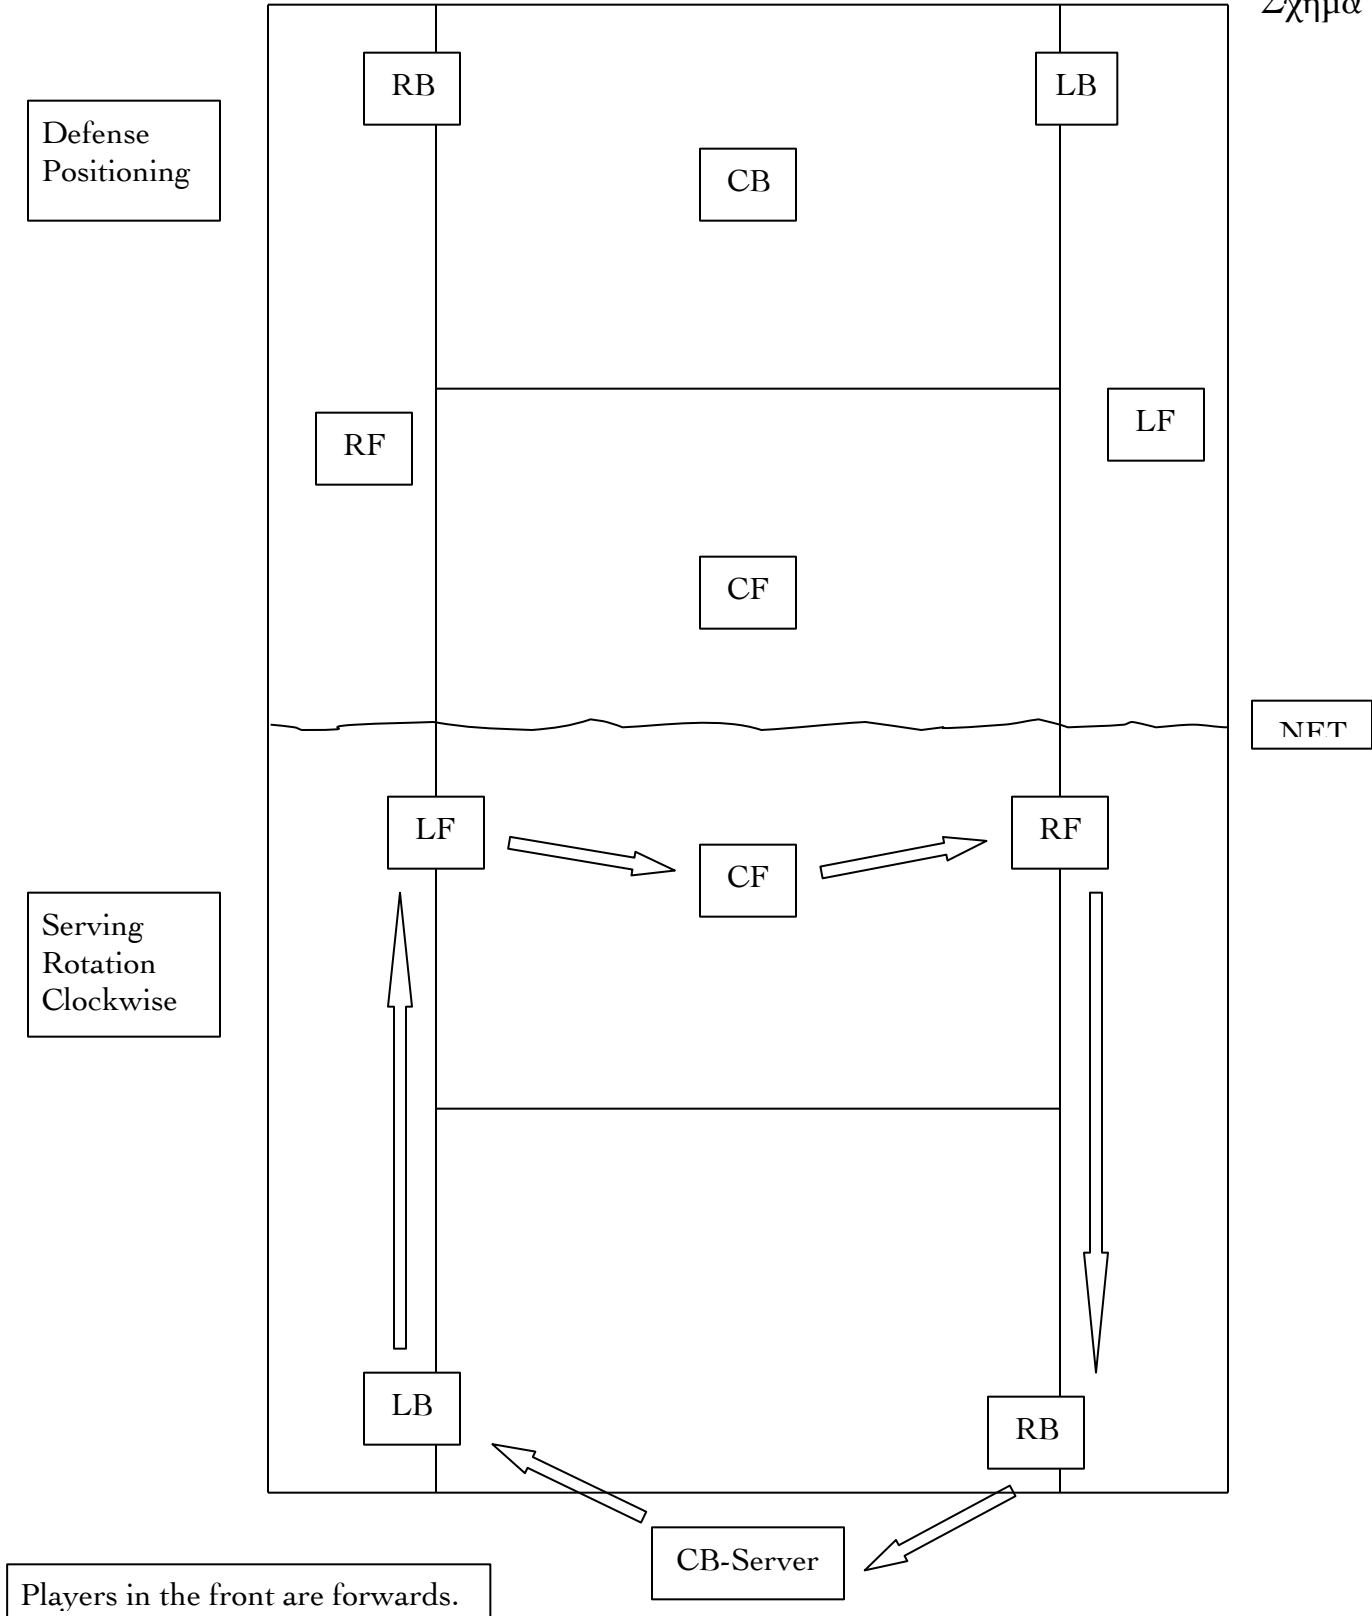 Σχήμα
RB
LB
Defense
Positioning
CB
RF
LF
CF
NET
LF
CF
RF
Serving
Rotation
Clockwise
LB
RB
CB-Server
Players in the front are forwards.